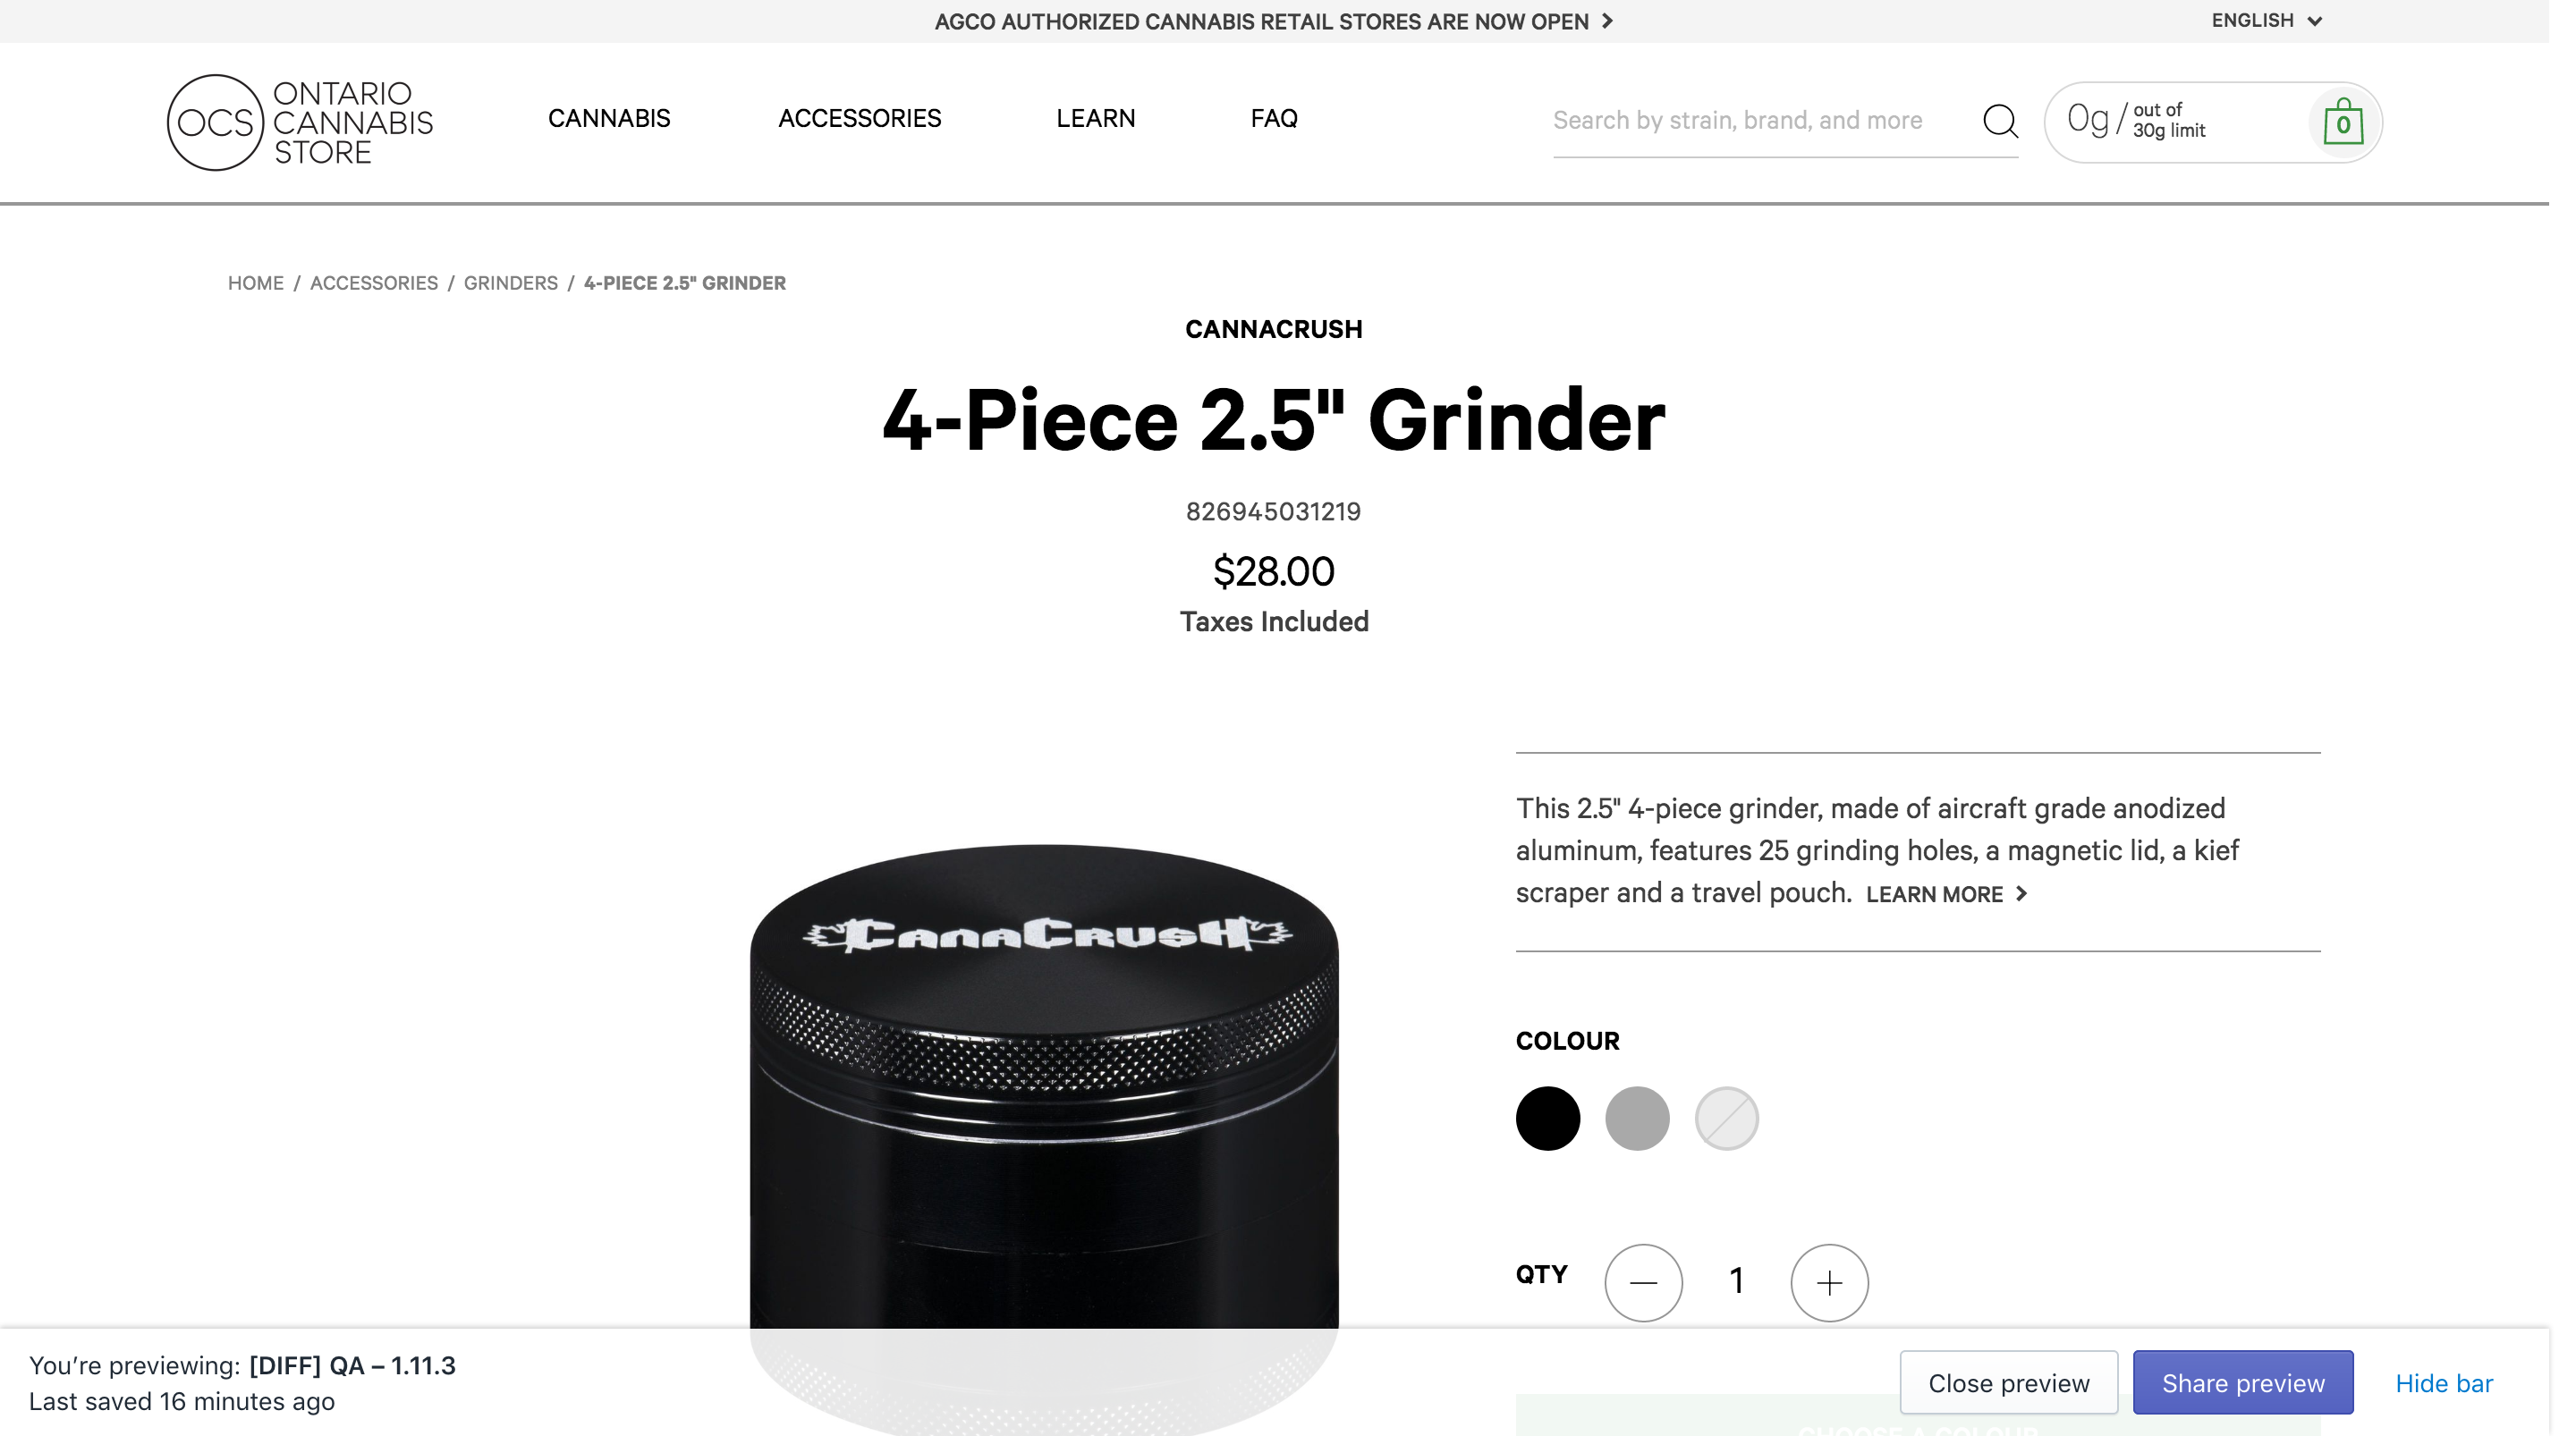 AGCO AUTHORIZED CANNABIS RETAIL STORES ARE NOW OPEN
ENGLISH
OCS
ONTARIO
CANNABIS
STORE
CANNABIS
ACCESSORIES
LEARN
FAQ
Search by strain, brand, and more
0g / out of
30g limit
0
HOME / ACCESSORIES / GRINDERS / 4-PIECE 2.5" GRINDER
CANNACRUSH
4-Piece 2.5" Grinder
826945031219
$28.00
Taxes Included
CANACRUSH
This 2.5" 4-piece grinder, made of aircraft grade anodized
aluminum, features 25 grinding holes, a magnetic lid, a kief
scraper and a travel pouch. LEARN MORE
COLOUR
QTY
1
CHOOSE A COLOUR
You’re previewing: [DIFF] QA – 1.11.3
Last saved 16 minutes ago
Close preview
Share preview
Hide bar